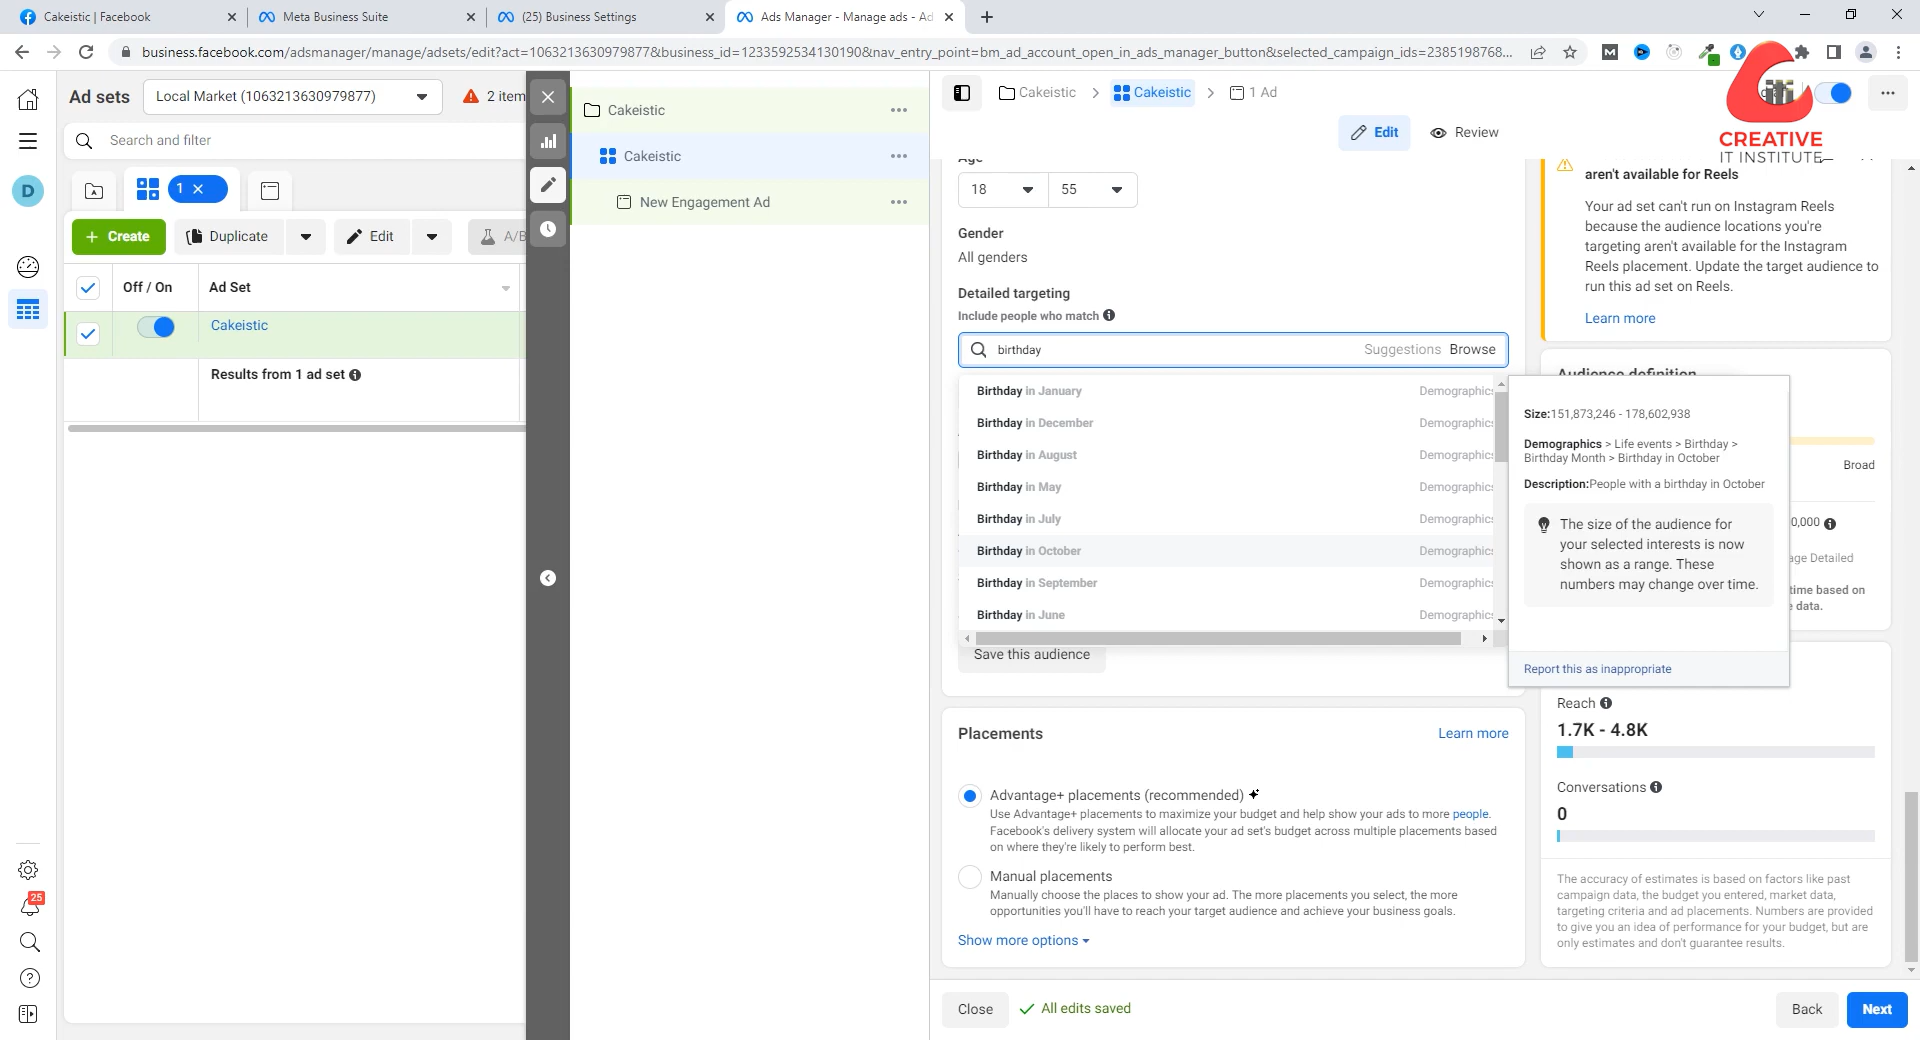 Cakeistic | Facebook
Meta Business Suite
(25) Business Settings
Ads Manager - Manage ads - Ad
business.facebook.com/adsmanager/manage/adsets/edit?act=1063213630979877&business_id=1233592534130190&nav_entry_point=bm_ad_account_open_in_ads_manager_button&selected_campaign_ids=2385198768...
Ad sets
Local Market (1063213630979877)
2 item
Search and filter
D
1
Create
Duplicate
Edit
A/B
Off / On
Ad Set
Cakeistic
Results from 1 ad set
25
Cakeistic
Cakeistic
New Engagement Ad
Cakeistic
Cakeistic
1 Ad
Edit
Review
CREATIVE
IT INSTITUTE
Age
18
55
Gender
All genders
Detailed targeting
Include people who match
birthday
Suggestions
Browse
Birthday in January
Demographics
Birthday in December
Demographics
Birthday in August
Demographics
Birthday in May
Demographics
Birthday in July
Demographics
Birthday in October
Demographics
Birthday in September
Demographics
Birthday in June
Demographics
Save this audience
Placements
Learn more
Advantage+ placements (recommended)
Use Advantage+ placements to maximize your budget and help show your ads to more people.
Facebook's delivery system will allocate your ad set's budget across multiple placements based
on where they're likely to perform best.
Manual placements
Manually choose the places to show your ad. The more placements you select, the more
opportunities you'll have to reach your target audience and achieve your business goals.
Show more options
Close
All edits saved
Back
Next
aren't available for Reels
Your ad set can't run on Instagram Reels
because the audience locations you're
targeting aren't available for the Instagram
Reels placement. Update the target audience to
run this ad set on Reels.
Learn more
Audience definition
Size:151,873,246 - 178,602,938
Demographics > Life events > Birthday >
Birthday Month > Birthday in October
Description:People with a birthday in October
The size of the audience for
your selected interests is now
shown as a range. These
numbers may change over time.
Report this as inappropriate
Broad
0,000
age Detailed
time based on
data.
Reach
1.7K - 4.8K
Conversations
0
The accuracy of estimates is based on factors like past
campaign data, the budget you entered, market data,
targeting criteria and ad placements. Numbers are provided
to give you an idea of performance for your budget, but are
only estimates and don't guarantee results.